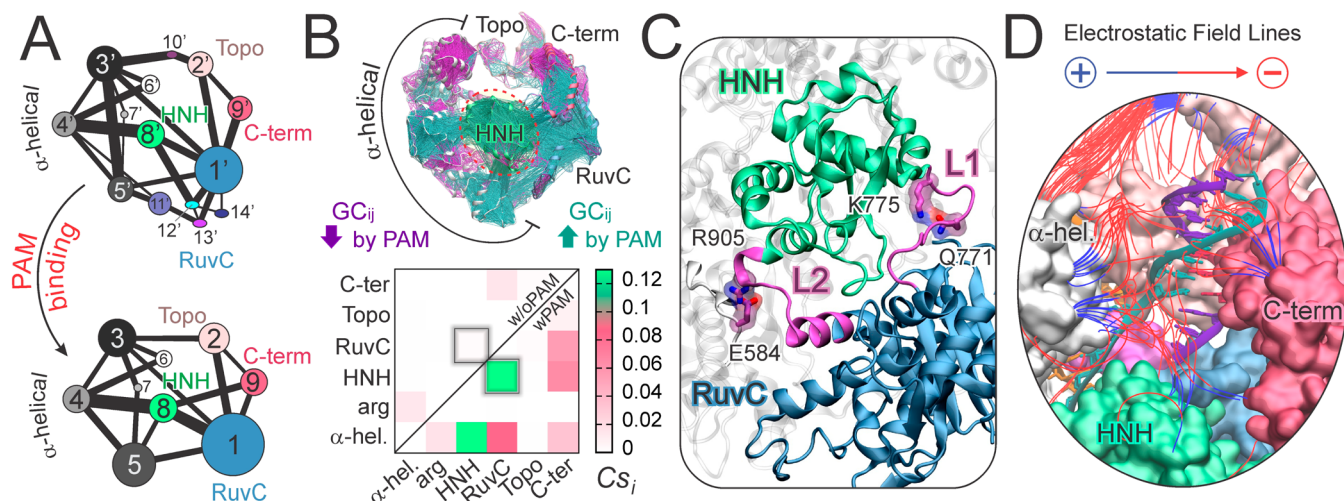 A
10'
Topo
3'
2'
6'
7'
HNH
9'
α-helical
4'
8'
C-term
1'
5'
11'
12'
13'
14'
RuvC
PAM
binding
Topo
3
2
6
C-term
7
HNH
9
α-helical
4
8
5
1
RuvC
B
Topo
C-term
α-helical
HNH
RuvC
GCij
by PAM
GCij
by PAM
C-ter
Topo
RuvC
HNH
arg
α-hel.
w/oPAM
wPAM
α-hel.
arg
HNH
RuvC
Topo
C-ter
0.12
0.10
0.08
0.06
0.04
0.02
0
Csi
C
HNH
L1
K775
R905
Q771
L2
E584
RuvC
D
Electrostatic Field Lines
+
−
α-hel.
C-term
HNH